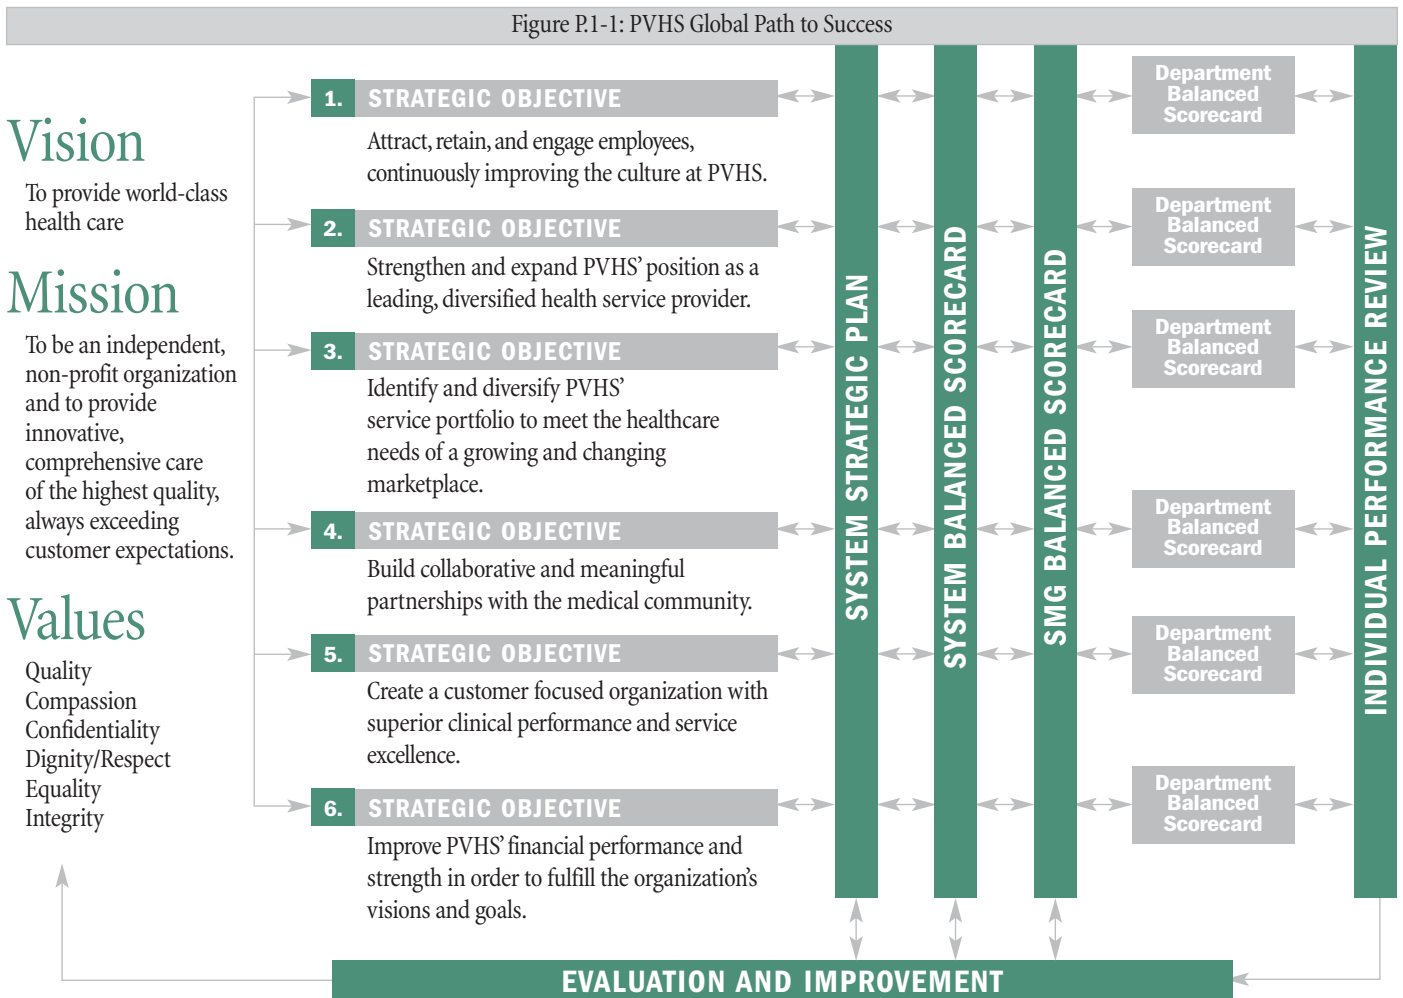 Figure P.1-1: PVHS Global Path to Success
Vision
To provide world-class
health care
Mission
To be an independent,
non-profit organization
and to provide
innovative,
comprehensive care
of the highest quality,
always exceeding
customer expectations.
Values
Quality
Compassion
Confidentiality
Dignity/Respect
Equality
Integrity
1. STRATEGIC OBJECTIVE
Attract, retain, and engage employees,
continuously improving the culture at PVHS.
2. STRATEGIC OBJECTIVE
Strengthen and expand PVHS' position as a
leading, diversified health service provider.
3. STRATEGIC OBJECTIVE
Identify and diversify PVHS'
service portfolio to meet the healthcare
needs of a growing and changing
marketplace.
4. STRATEGIC OBJECTIVE
Build collaborative and meaningful
partnerships with the medical community.
5. STRATEGIC OBJECTIVE
Create a customer focused organization with
superior clinical performance and service
excellence.
6. STRATEGIC OBJECTIVE
Improve PVHS' financial performance and
strength in order to fulfill the organization's
visions and goals.
SYSTEM STRATEGIC PLAN
SYSTEM BALANCED SCORECARD
SMG BALANCED SCORECARD
Department
Balanced
Scorecard
Department
Balanced
Scorecard
Department
Balanced
Scorecard
Department
Balanced
Scorecard
Department
Balanced
Scorecard
Department
Balanced
Scorecard
INDIVIDUAL PERFORMANCE REVIEW
EVALUATION AND IMPROVEMENT